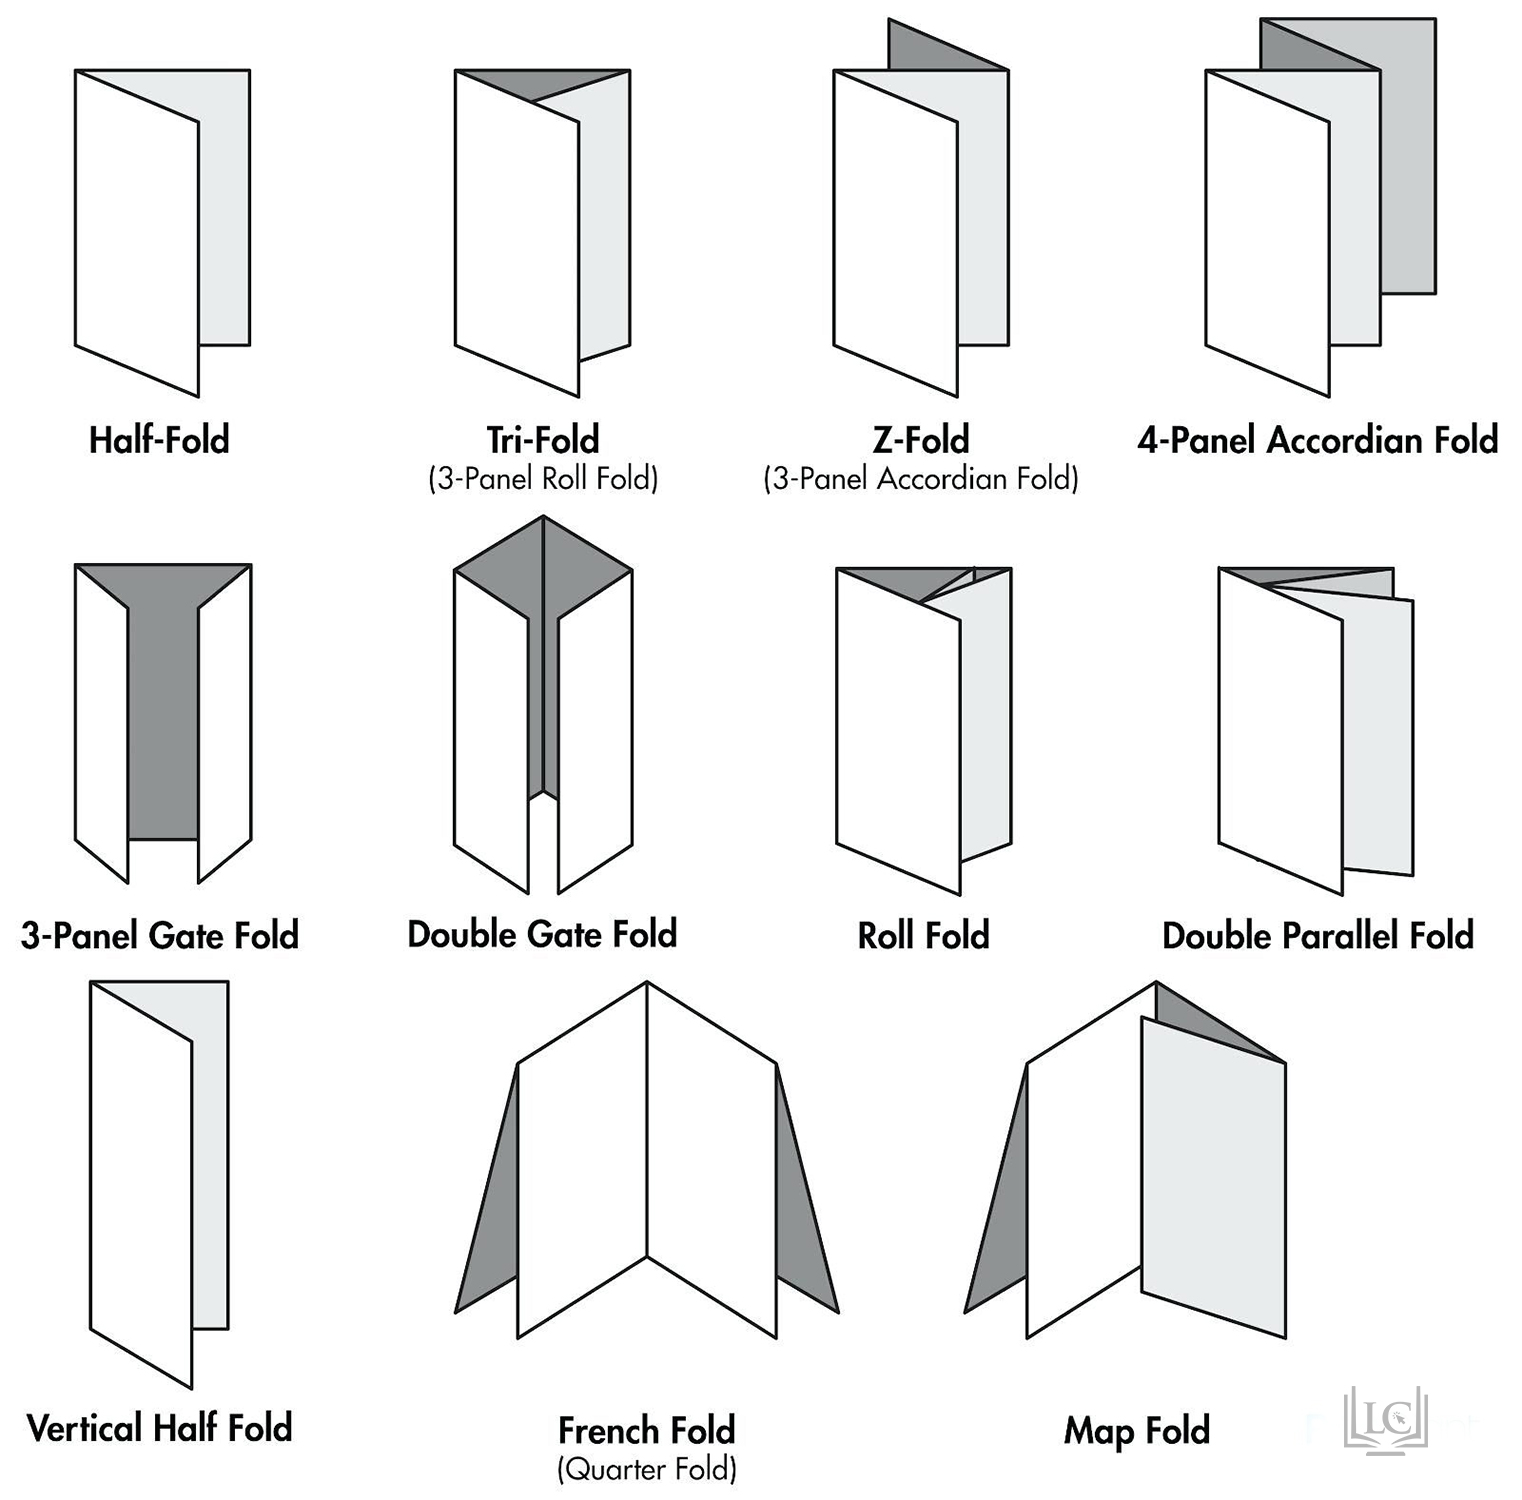 Half-Fold
Tri-Fold
(3-Panel Roll Fold)
Z-Fold
(3-Panel Accordian Fold)
4-Panel Accordian Fold
3-Panel Gate Fold
Double Gate Fold
Roll Fold
Double Parallel Fold
Vertical Half Fold
French Fold
(Quarter Fold)
Map Fold
LC